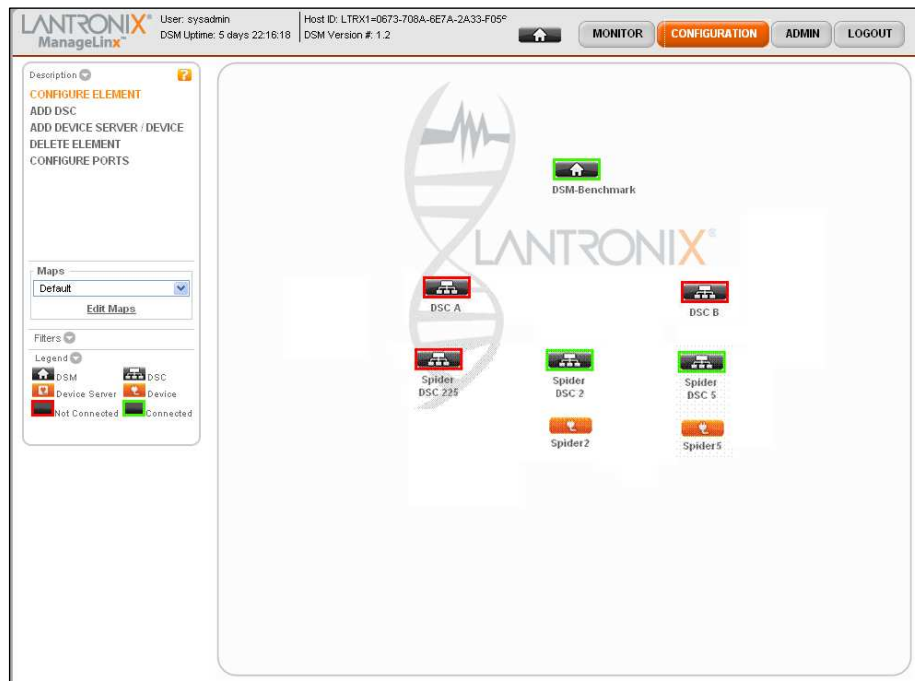 LANTRONIX®
ManageLinx™
User: sysadmin
DSM Uptime: 5 days 22:16:18
Host ID: LTRX1=0673-708A-6E7A-2A33-F05
DSM Version #: 1.2
MONITOR
CONFIGURATION
ADMIN
LOGOUT
Description
?
CONFIGURE ELEMENT
ADD DSC
ADD DEVICE SERVER / DEVICE
DELETE ELEMENT
CONFIGURE PORTS
Maps
Default
Edit Maps
Filters
Legend
DSM
DSC
Device Server
Device
Not Connected
Connected
DSM-Benchmark
LANTRONIX®
DSC A
DSC B
Spider
DSC 225
Spider
DSC 2
Spider
DSC 5
Spider2
Spider5